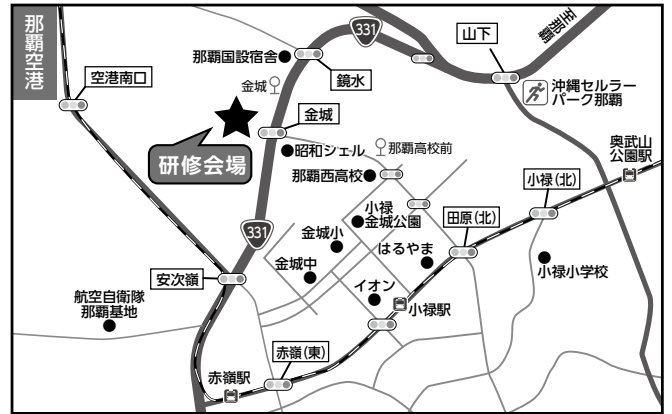 那覇空港
空港南口
那覇国設宿舎
331
鏡水
山下
至那覇
金城
金城
沖縄セルラー
パーク那覇
研修会場
昭和シェル
那覇高校前
那覇西高校
奥武山
公園駅
小禄(北)
小禄
金城公園
田原(北)
331
金城小
はるやま
金城中
小禄小学校
安次嶺
航空自衛隊
那覇基地
イオン
小禄駅
赤嶺(東)
赤嶺駅